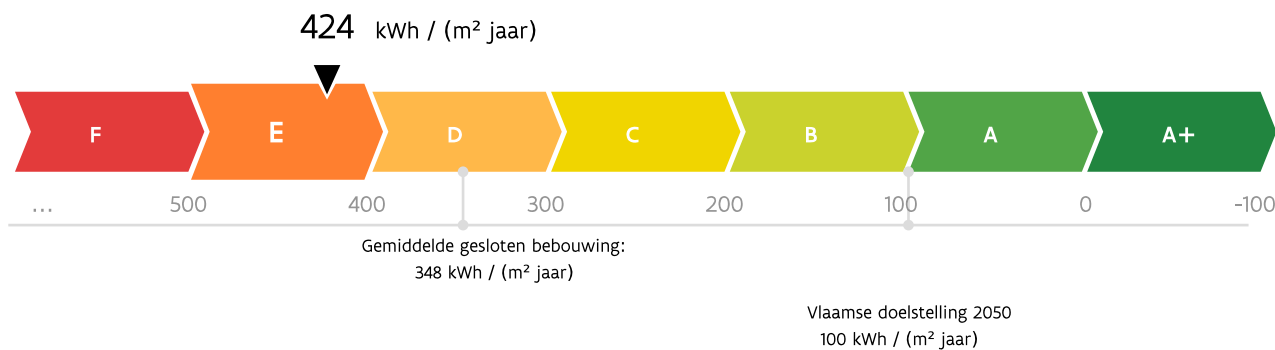 424 kWh / (m² jaar)
F E D C B A A+
... 500 400 300 200 100 0 -100
Gemiddelde gesloten bebouwing:
348 kWh / (m² jaar)
Vlaamse doelstelling 2050
100 kWh / (m² jaar)